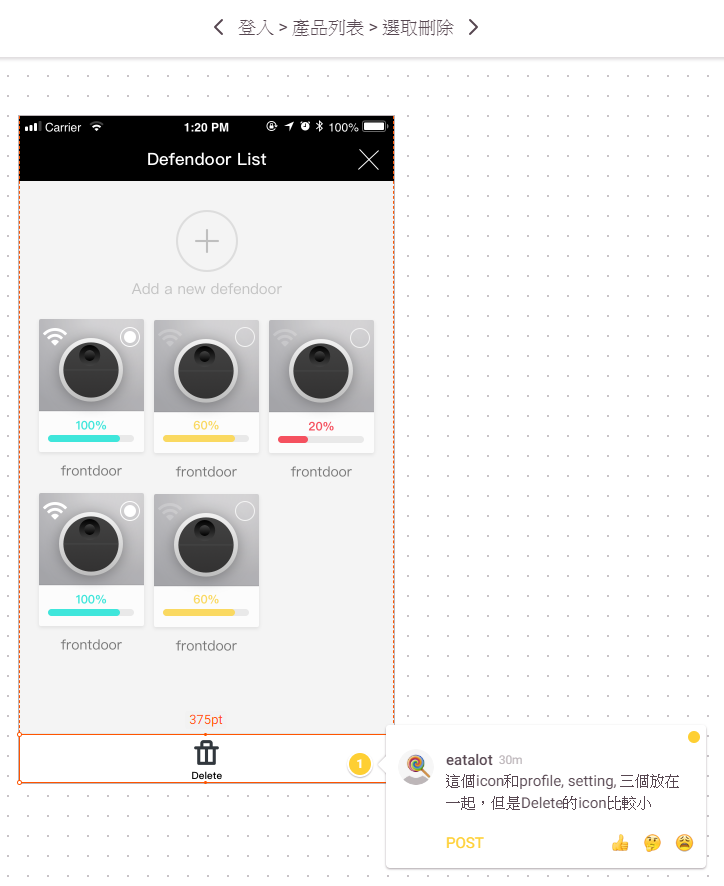 登入 > 產品列表 > 選取刪除
Carrier 1:20 PM 100%
Defendoor List
Add a new defendoor
100% 60% 20%
frontdoor frontdoor frontdoor
100% 60%
frontdoor frontdoor
375pt
Delete
1
eatalot 30m
這個icon和profile, setting, 三個放在
一起，但是Delete的icon比較小
POST